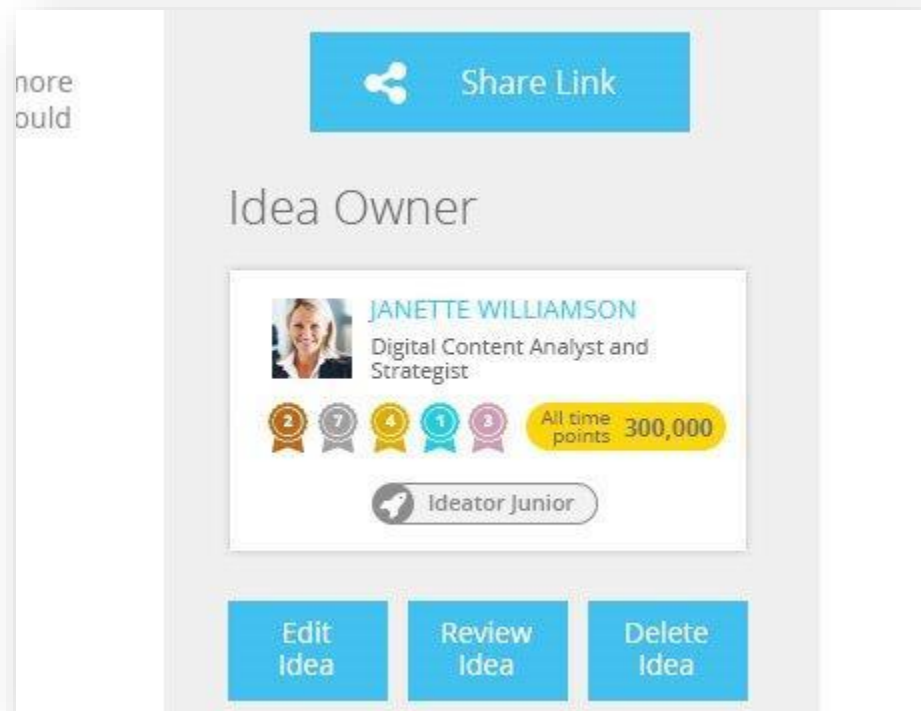 more
ould
Share Link
Idea Owner
JANETTE WILLIAMSON
Digital Content Analyst and
Strategist
2 7 4 1 3
All time
points 300,000
Ideator Junior
Edit Review Delete
Idea Idea Idea